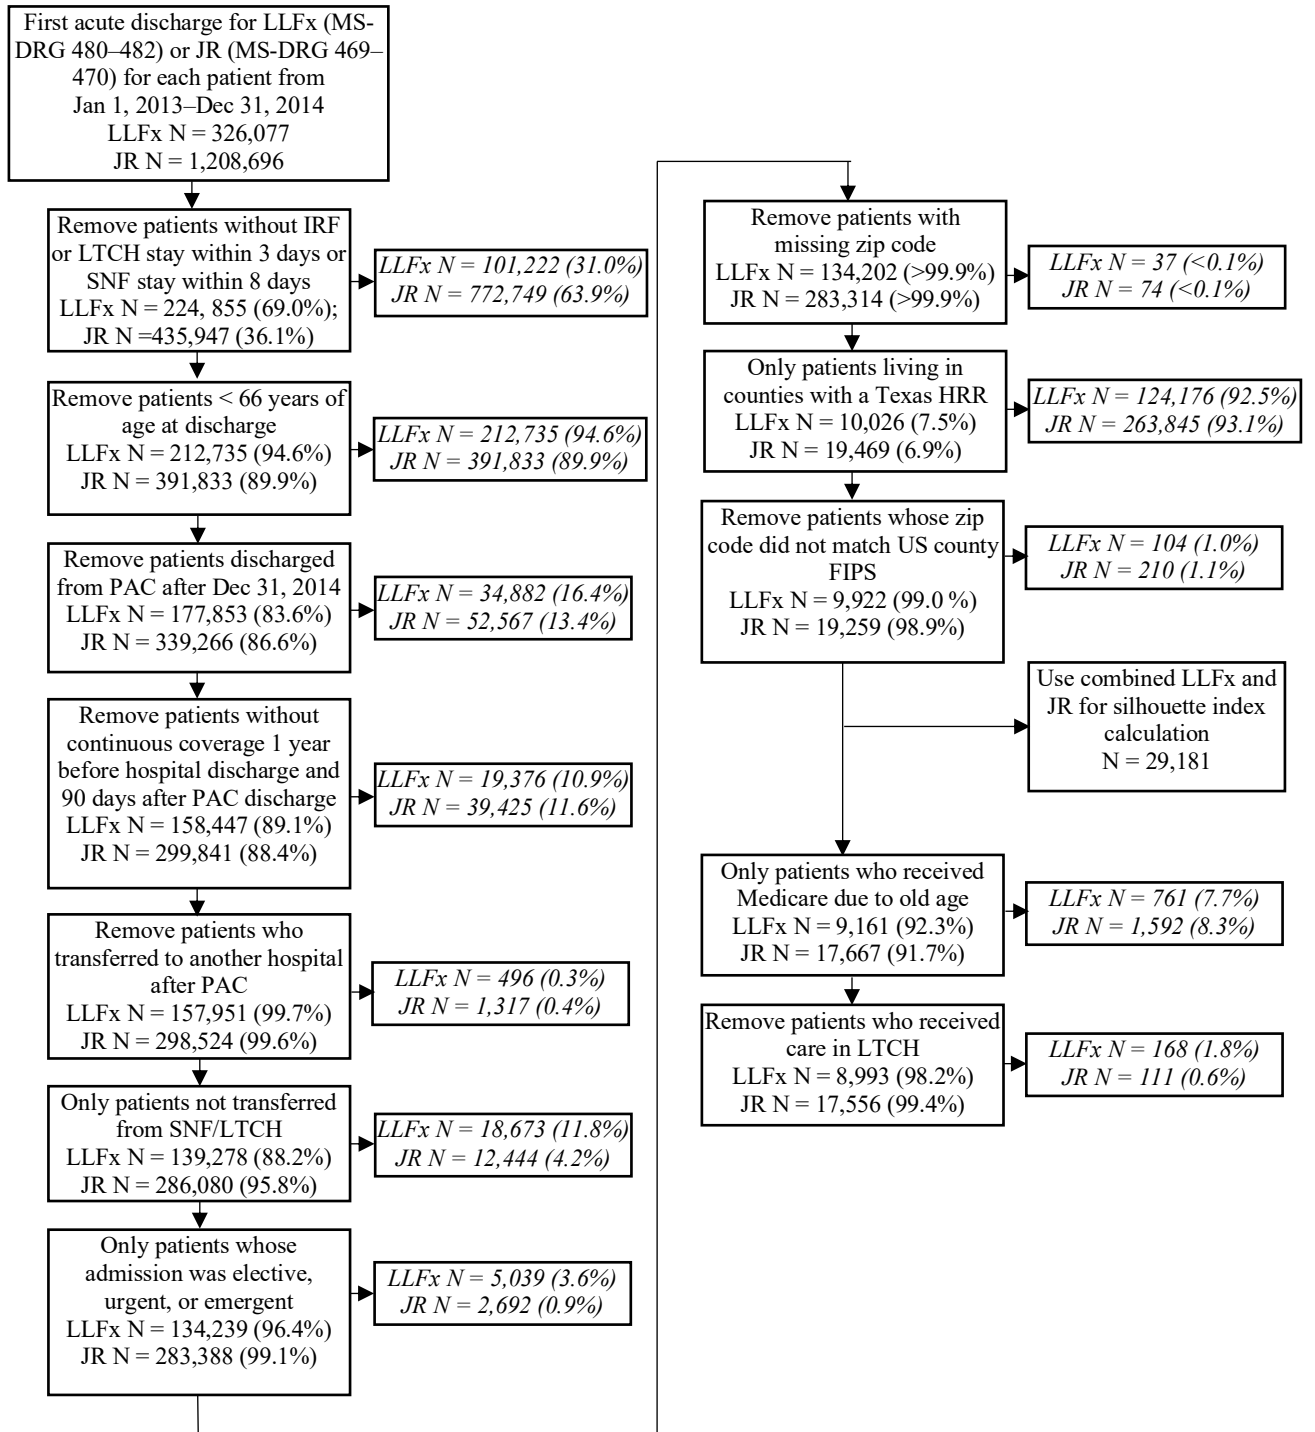 First acute discharge for LLFx (MS-
DRG 480–482) or JR (MS-DRG 469–
470) for each patient from
Jan 1, 2013–Dec 31, 2014
LLFx N = 326,077
JR N = 1,208,696
Remove patients without IRF
or LTCH stay within 3 days or
SNF stay within 8 days
LLFx N = 224, 855 (69.0%);
JR N =435,947 (36.1%)
LLFx N = 101,222 (31.0%)
JR N = 772,749 (63.9%)
Remove patients < 66 years of
age at discharge
LLFx N = 212,735 (94.6%)
JR N = 391,833 (89.9%)
LLFx N = 212,735 (94.6%)
JR N = 391,833 (89.9%)
Remove patients discharged
from PAC after Dec 31, 2014
LLFx N = 177,853 (83.6%)
JR N = 339,266 (86.6%)
LLFx N = 34,882 (16.4%)
JR N = 52,567 (13.4%)
Remove patients without
continuous coverage 1 year
before hospital discharge and
90 days after PAC discharge
LLFx N = 158,447 (89.1%)
JR N = 299,841 (88.4%)
LLFx N = 19,376 (10.9%)
JR N = 39,425 (11.6%)
Remove patients who
transferred to another hospital
after PAC
LLFx N = 157,951 (99.7%)
JR N = 298,524 (99.6%)
LLFx N = 496 (0.3%)
JR N = 1,317 (0.4%)
Only patients not transferred
from SNF/LTCH
LLFx N = 139,278 (88.2%)
JR N = 286,080 (95.8%)
LLFx N = 18,673 (11.8%)
JR N = 12,444 (4.2%)
Only patients whose
admission was elective,
urgent, or emergent
LLFx N = 134,239 (96.4%)
JR N = 283,388 (99.1%)
LLFx N = 5,039 (3.6%)
JR N = 2,692 (0.9%)
Remove patients with
missing zip code
LLFx N = 134,202 (>99.9%)
JR N = 283,314 (>99.9%)
LLFx N = 37 (<0.1%)
JR N = 74 (<0.1%)
Only patients living in
counties with a Texas HRR
LLFx N = 10,026 (7.5%)
JR N = 19,469 (6.9%)
LLFx N = 124,176 (92.5%)
JR N = 263,845 (93.1%)
Remove patients whose zip
code did not match US county
FIPS
LLFx N = 9,922 (99.0 %)
JR N = 19,259 (98.9%)
LLFx N = 104 (1.0%)
JR N = 210 (1.1%)
Use combined LLFx and
JR for silhouette index
calculation
N = 29,181
Only patients who received
Medicare due to old age
LLFx N = 9,161 (92.3%)
JR N = 17,667 (91.7%)
LLFx N = 761 (7.7%)
JR N = 1,592 (8.3%)
Remove patients who received
care in LTCH
LLFx N = 8,993 (98.2%)
JR N = 17,556 (99.4%)
LLFx N = 168 (1.8%)
JR N = 111 (0.6%)